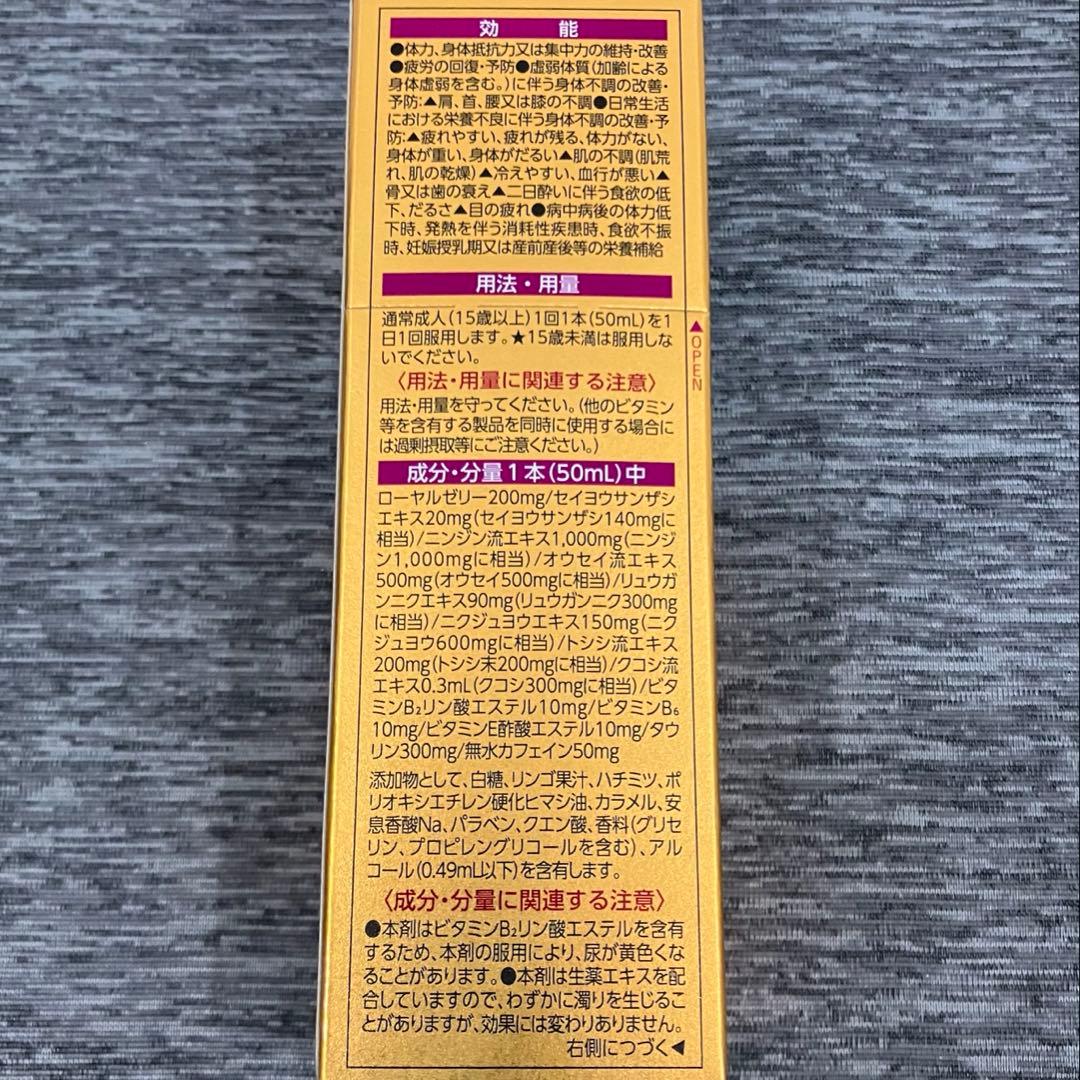 効 能
●体力、身体抵抗力又は集中力の維持・改善
●疲労の回復・予防●虚弱体質(加齢による
身体虚弱を含む。)に伴う身体不調の改善・
予防:▲肩、首、腰又は膝の不調●日常生活
における栄養不良に伴う身体不調の改善・予
防:▲疲れやすい、疲れが残る、体力がない、
身体が重い、身体がだるい▲肌の不調(肌荒
れ、肌の乾燥)▲冷えやすい、血行が悪い▲
骨又は歯の衰え▲二日酔いに伴う食欲の低
下、だるさ▲目の疲れ●病中病後の体力低
下時、発熱を伴う消耗性疾患時、食欲不振
時、妊娠授乳期又は産前産後等の栄養補給
用法・用量
通常成人(15歳以上)1回1本(50mL)を1
日1回服用します。★15歳未満は服用しな
いでください。
〈用法・用量に関連する注意〉
用法・用量を守ってください。(他のビタミン
等を含有する製品を同時に使用する場合に
は過剰摂取等にご注意ください。)
▲OPEN
成分・分量1本(50mL)中
ローヤルゼリー200mg/セイヨウサンザシ
エキス20mg(セイヨウサンザシ140mgに
相当)/ニンジン流エキス1,000mg(ニンジ
ン1,000mgに相当)/オウセイ流エキス
500mg(オウセイ500mgに相当)/リュウガ
ンニクエキス90mg(リュウガンニク300mg
に相当)/ニクジュヨウエキス150mg(ニク
ジュヨウ600mgに相当)/トシシ流エキス
200mg(トシシ末200mgに相当)/クコシ流
エキス0.3mL(クコシ300mgに相当)/ビタ
ミンB₂リン酸エステル10mg/ビタミンB₆
10mg/ビタミンE酢酸エステル10mg/タウ
リン300mg/無水カフェイン50mg
添加物として、白糖、リンゴ果汁、ハチミツ、ポ
リオキシエチレン硬化ヒマシ油、カラメル、安
息香酸Na、パラベン、クエン酸、香料(グリセ
リン、プロピレングリコールを含む)、アル
コール(0.49mL以下)を含有します。
〈成分・分量に関連する注意〉
●本剤はビタミンB₂リン酸エステルを含有
するため、本剤の服用により、尿が黄色くな
ることがあります。●本剤は生薬エキスを配
合していますので、わずかに濁りを生じるこ
とがありますが、効果には変わりありません。
右側につづく◀